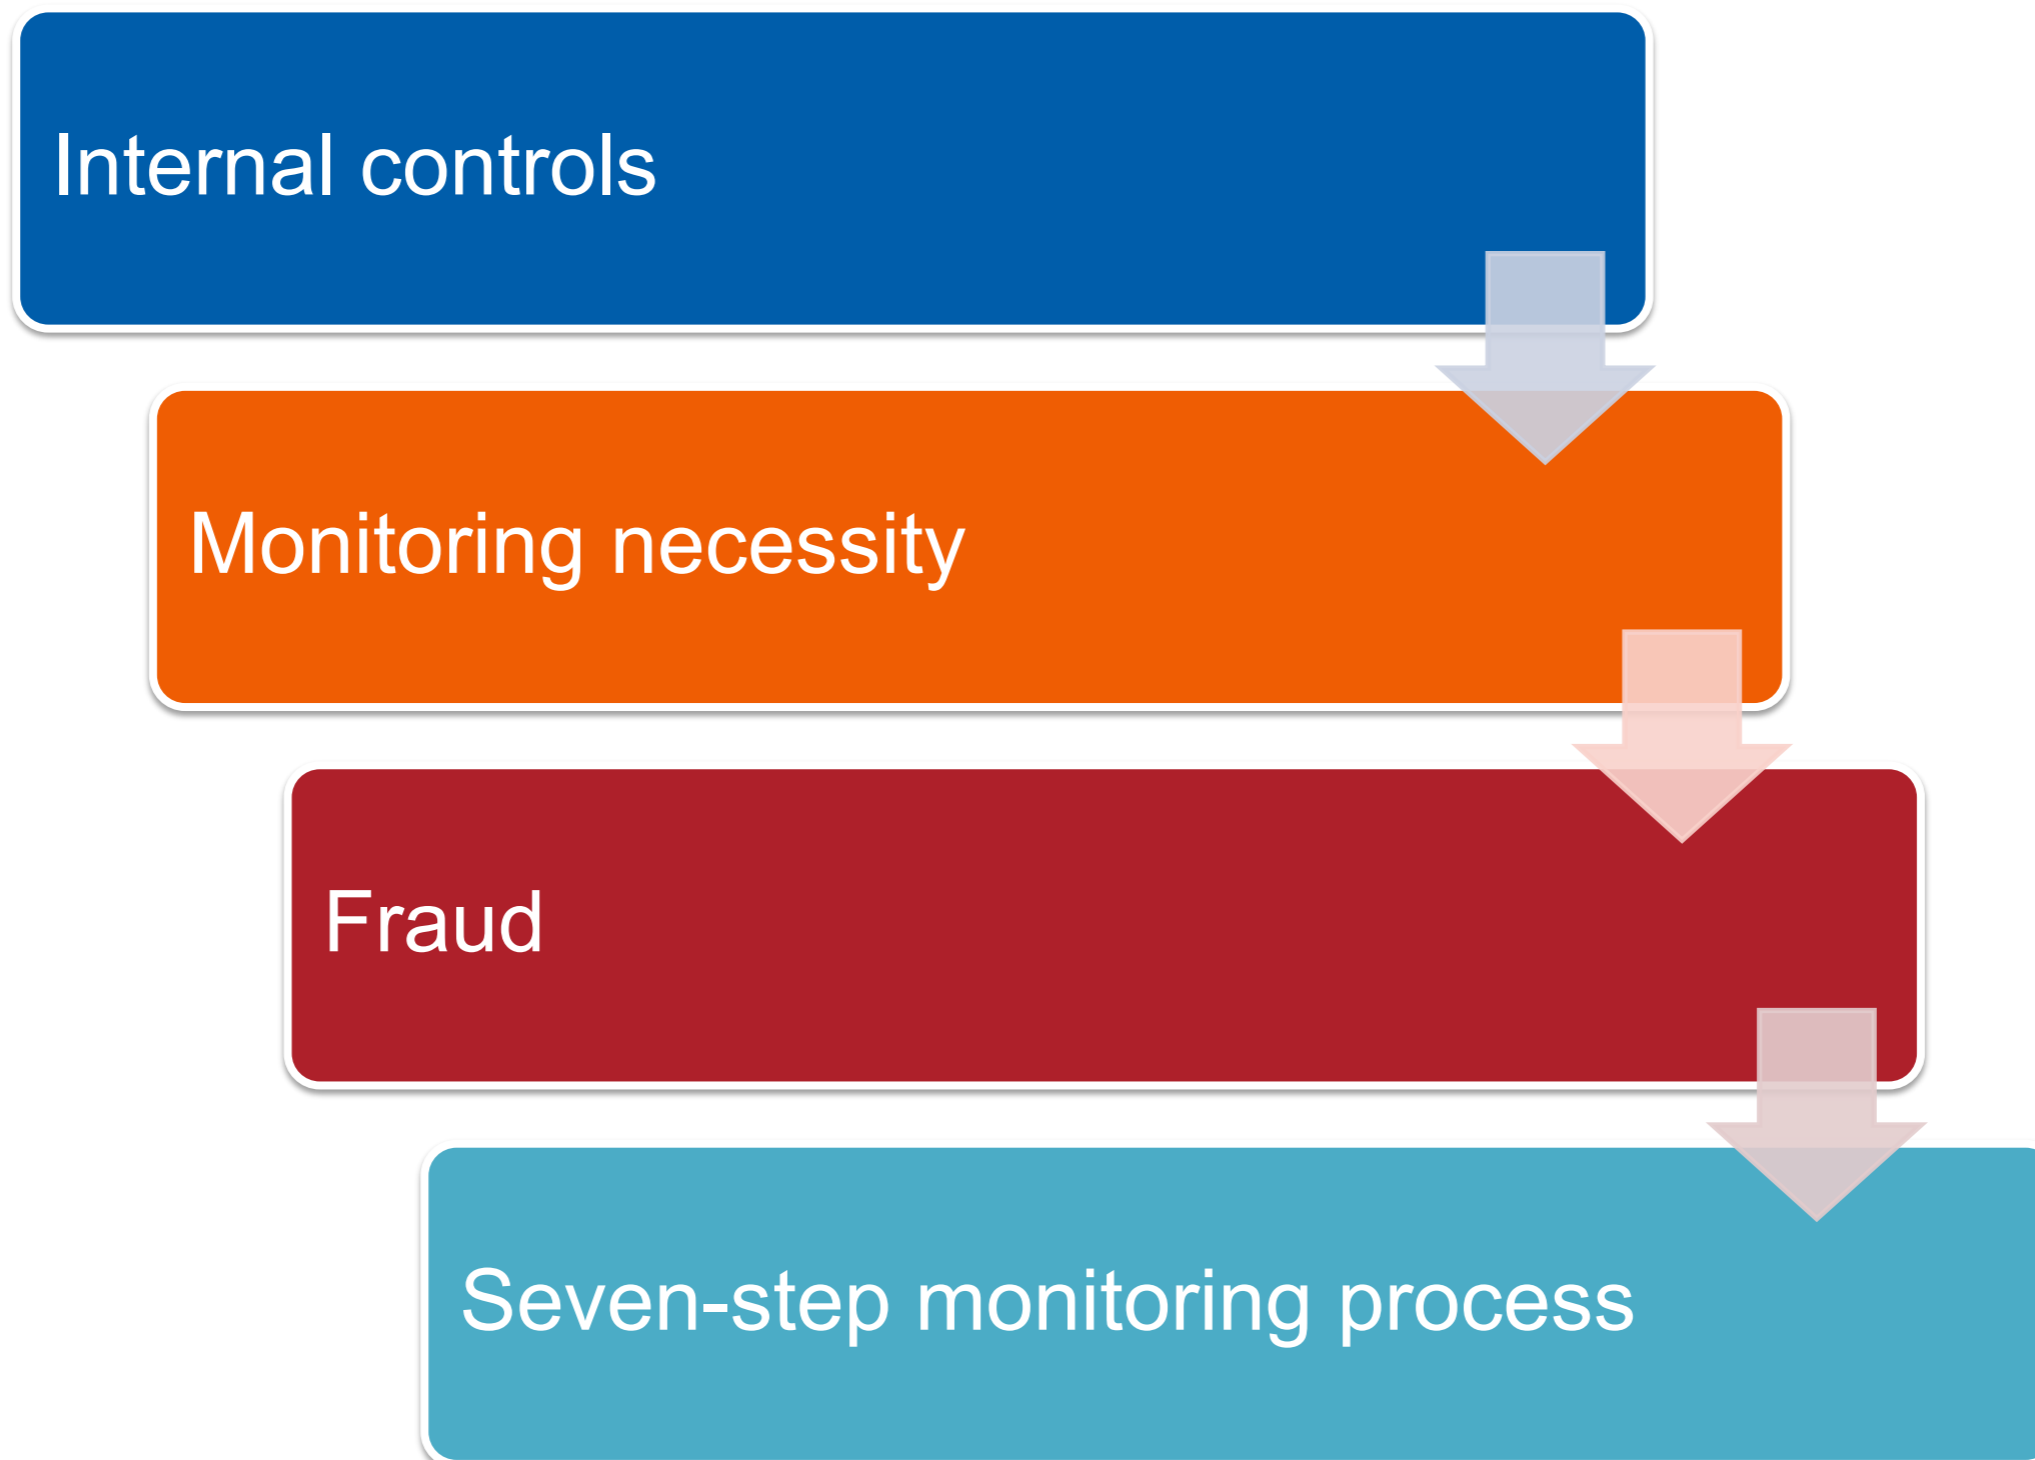 Internal controls
Monitoring necessity
Fraud
Seven-step monitoring process